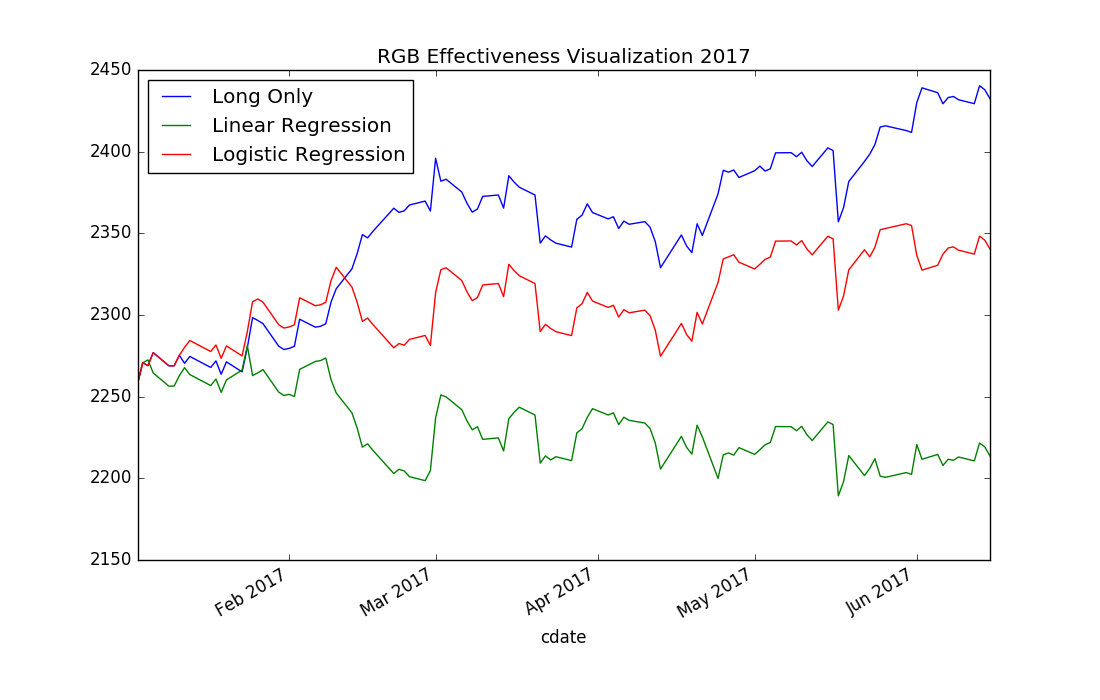 RGB Effectiveness Visualization 2017
2450
2400
2350
2300
2250
2200
2150
Long Only
Linear Regression
Logistic Regression
Feb 2017
Mar 2017
Apr 2017
May 2017
Jun 2017
cdate